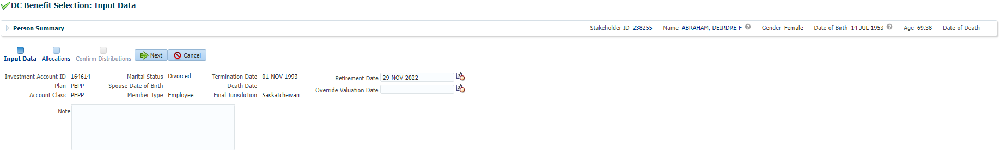 DC Benefit Selection: Input Data
Person Summary Stakeholder ID 238255 Name ABRAHAM, DEIRDRE F Gender Female Date of Birth 14-JUL-1953 Age 69.38 Date of Death
Input Data Allocations Confirm Distributions Next Cancel
Investment Account ID 164614 Marital Status Divorced Termination Date 01-NOV-1993 Retirement Date 29-NOV-2022
Plan PEPP Spouse Date of Birth Death Date Override Valuation Date
Account Class PEPP Member Type Employee Final Jurisdiction Saskatchewan
Note